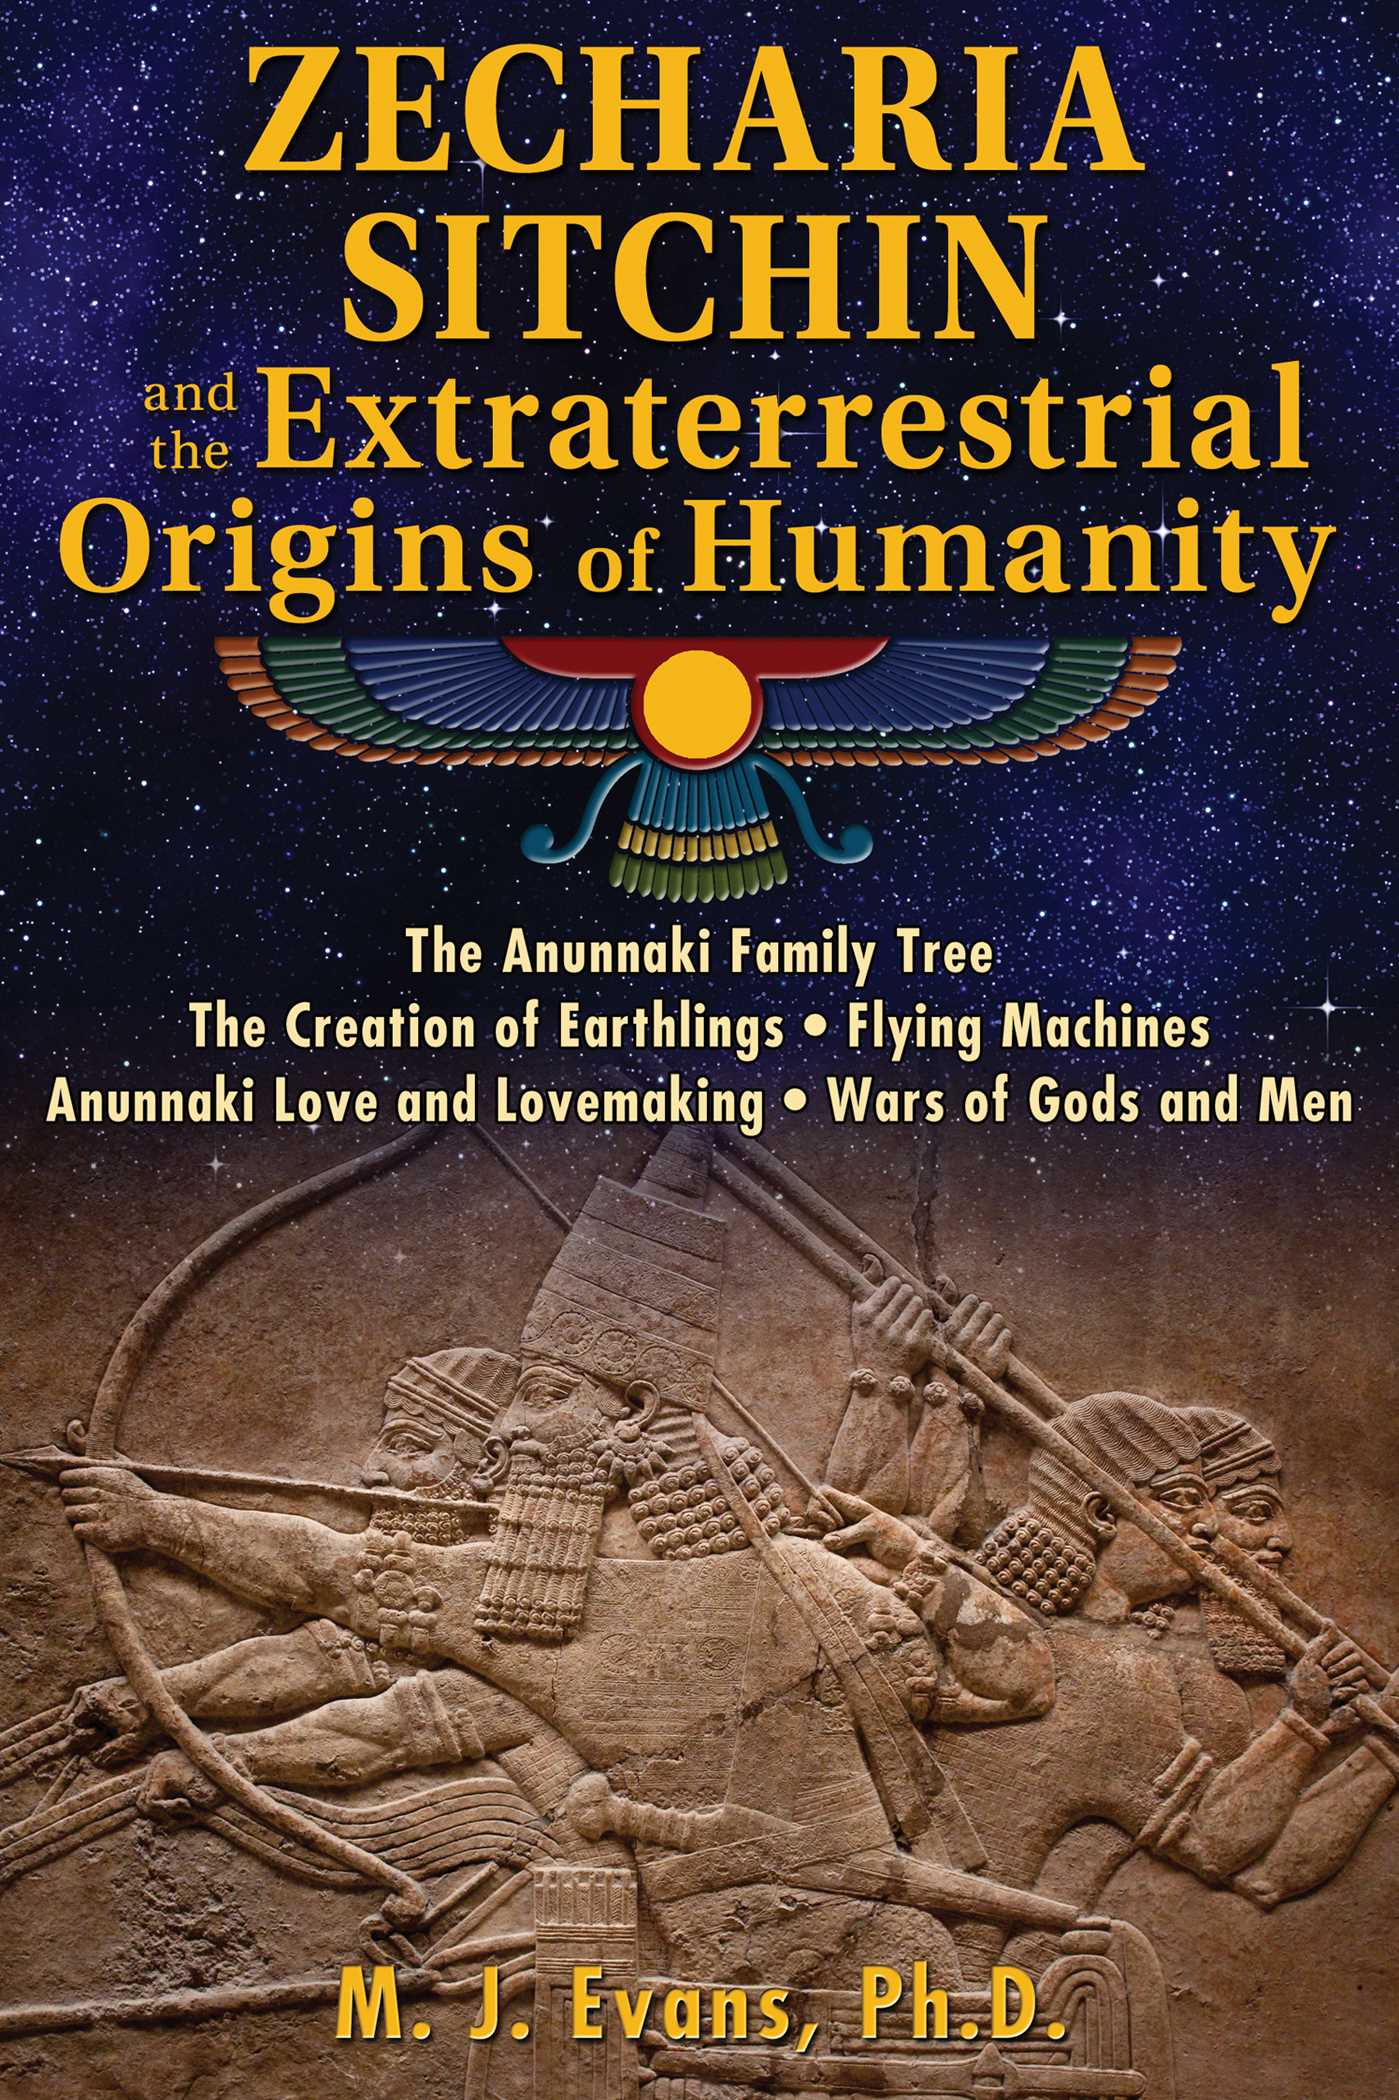 ZECHARIA
SITCHIN
and the Extraterrestrial
Origins of Humanity
The Anunnaki Family Tree
The Creation of Earthlings • Flying Machines
Anunnaki Love and Lovemaking • Wars of Gods and Men
M. J. Evans, Ph.D.